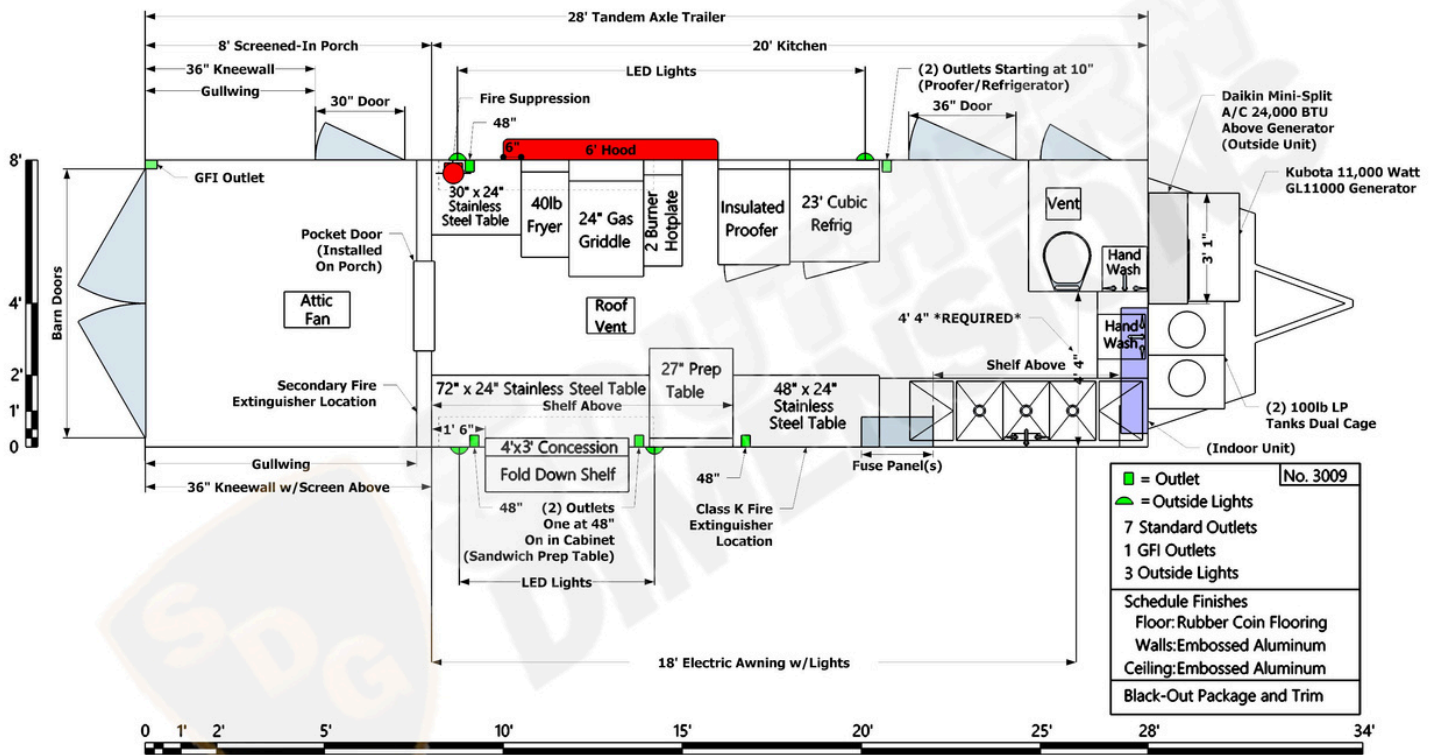 28' Tandem Axle Trailer
8' Screened-In Porch
20' Kitchen
36" Kneewall
Gullwing
30" Door
LED Lights
Fire Suppression
48"
(2) Outlets Starting at 10"
(Proofer/Refrigerator)
36" Door
Daikin Mini-Split
A/C 24,000 BTU
Above Generator
(Outside Unit)
Kubota 11,000 Watt
GL11000 Generator
8'
4'
2'
1'
0
Barn Doors
GFI Outlet
Pocket Door
(Installed
On Porch)
Attic
Fan
Secondary Fire
Extinguisher Location
6"
6' Hood
30" x 24"
Stainless
Steel Table
40lb
Fryer
24" Gas
Griddle
2 Burner
Hotplate
Insulated
Proofer
23' Cubic
Refrig
Vent
Hand
Wash
3' 1"
Roof
Vent
4' 4" *REQUIRED*
Hand
Wash
4' 4"
Shelf Above
72" x 24" Stainless Steel Table
Shelf Above
27" Prep
Table
48" x 24"
Stainless
Steel Table
1' 6"
4'x3' Concession
Fold Down Shelf
Fuse Panel(s)
(2) 100lb LP
Tanks Dual Cage
(Indoor Unit)
Gullwing
36" Kneewall w/Screen Above
48"
(2) Outlets
One at 48"
On in Cabinet
(Sandwich Prep Table)
48"
Class K Fire
Extinguisher
Location
LED Lights
18' Electric Awning w/Lights
No. 3009
= Outlet
= Outside Lights
7 Standard Outlets
1 GFI Outlets
3 Outside Lights
Schedule Finishes
Floor:Rubber Coin Flooring
Walls:Embossed Aluminum
Ceiling:Embossed Aluminum
Black-Out Package and Trim
SOUTHERN
DIMENSIONS
SDG
0 1' 2' 5' 10' 15' 20' 25' 28' 34'